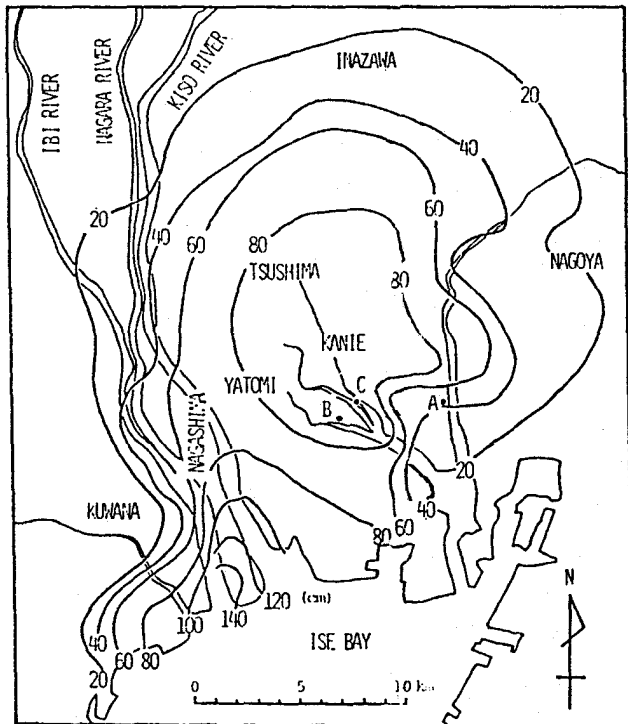 INAZAWA
IBI RIVER
NAGARA RIVER
KISO RIVER
20
40
60
20
40
60
80
80
TSUSHIMA
NAGOYA
KANIE
C
YATOMI
B
A
NAGASHIMA
20
KUWANA
40
60
80
120 (cm)
100
140
40
60
80
20
ISE BAY
N
0 5 10 km